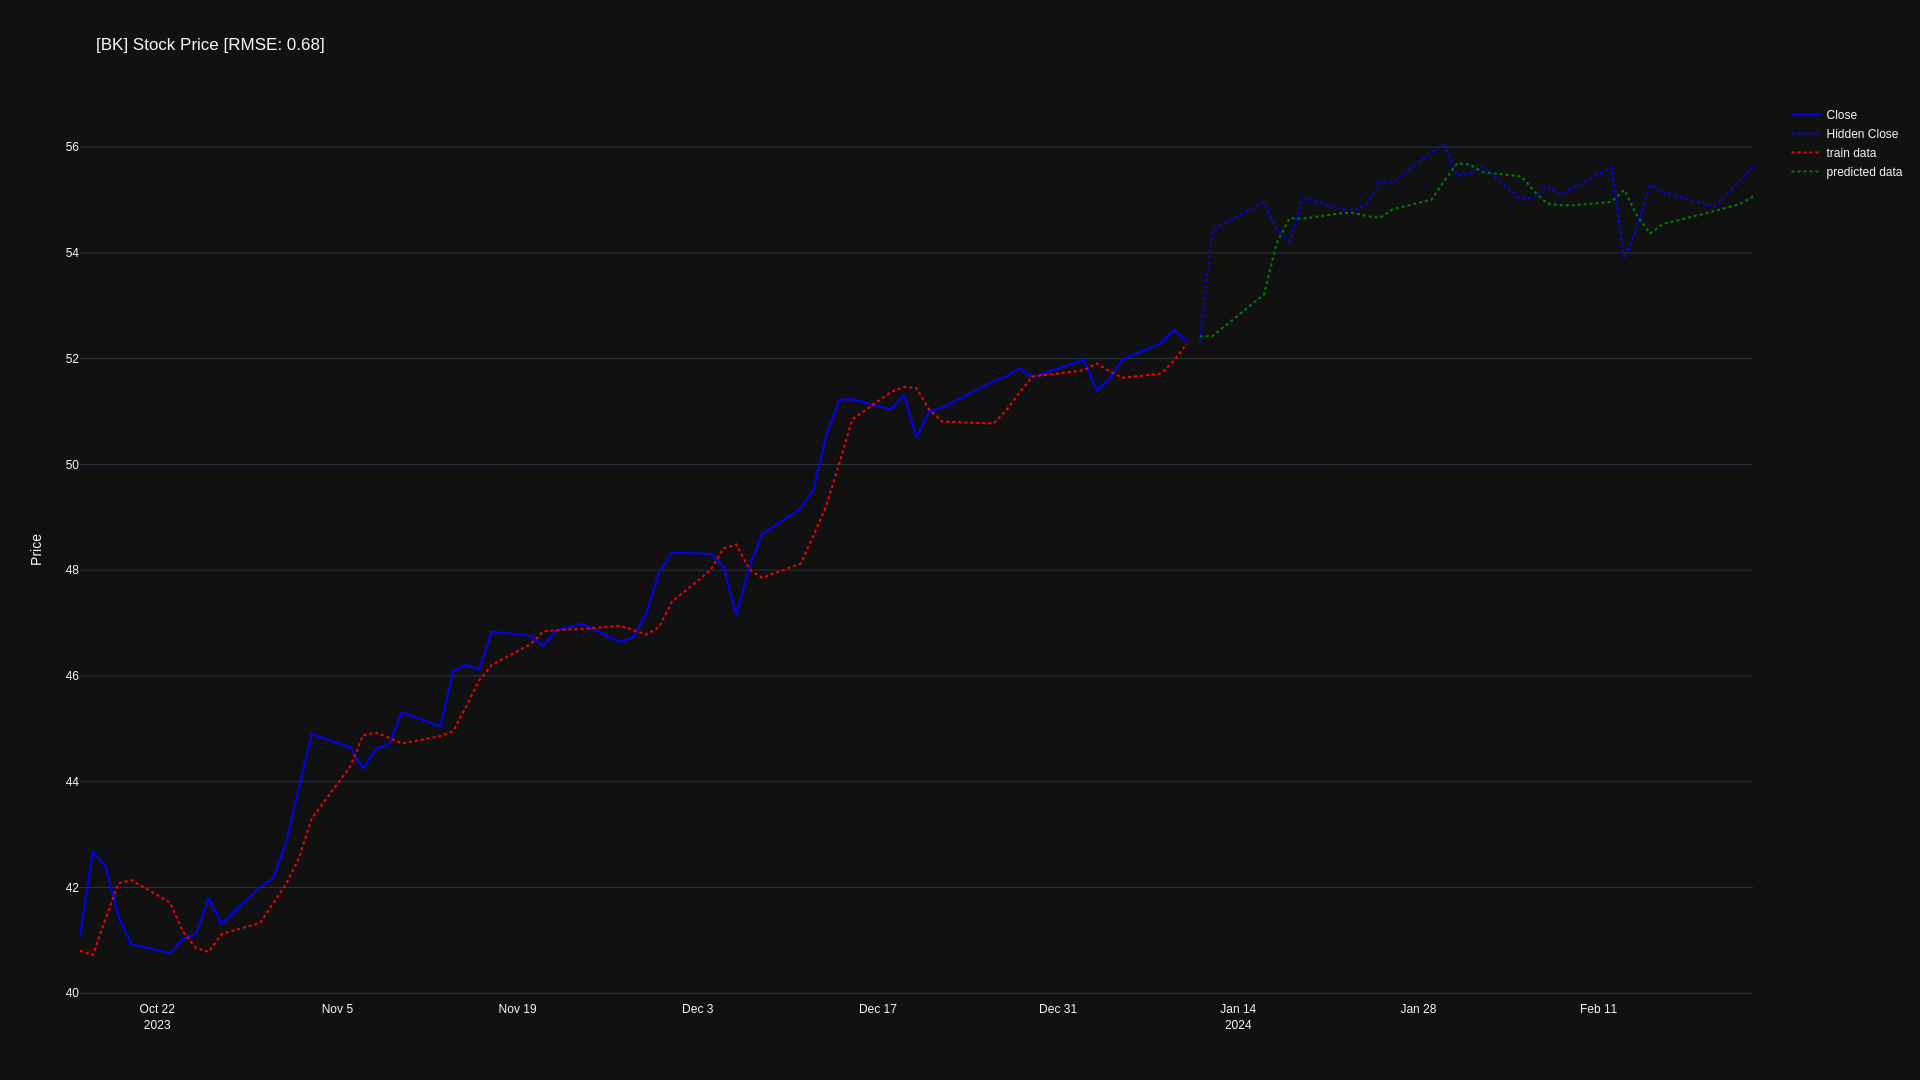 [BK] Stock Price [RMSE: 0.68]
Close
Hidden Close
train data
predicted data
56
54
52
50
48
46
44
42
40
Price
Oct 22
2023
Nov 5
Nov 19
Dec 3
Dec 17
Dec 31
Jan 14
2024
Jan 28
Feb 11